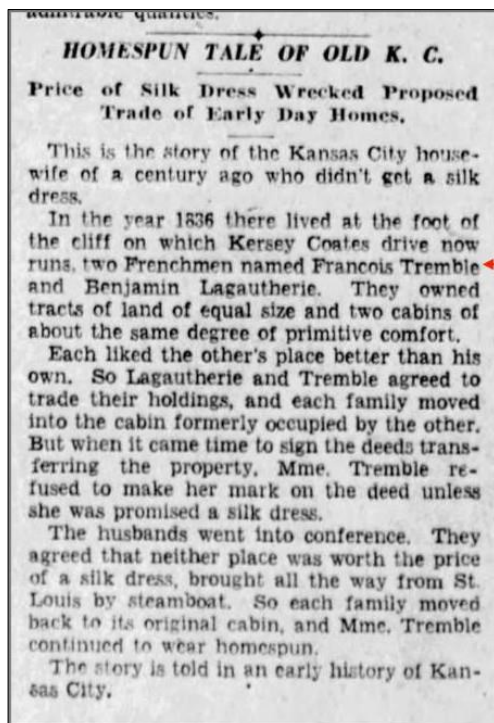 admirable qualities.
HOMESPUN TALE OF OLD K. C.
Price of Silk Dress Wrecked Proposed
Trade of Early Day Homes.
This is the story of the Kansas City house-
wife of a century ago who didn't get a silk
dress.
In the year 1836 there lived at the foot of
the cliff on which Kersey Coates drive now
runs, two Frenchmen named Francois Tremble
and Benjamin Lagautherie. They owned
tracts of land of equal size and two cabins of
about the same degree of primitive comfort.
Each liked the other's place better than his
own. So Lagautherie and Tremble agreed to
trade their holdings, and each family moved
into the cabin formerly occupied by the other.
But when it came time to sign the deeds trans-
ferring the property, Mme. Tremble re-
fused to make her mark on the deed unless
she was promised a silk dress.
The husbands went into conference. They
agreed that neither place was worth the price
of a silk dress, brought all the way from St.
Louis by steamboat. So each family moved
back to its original cabin, and Mme. Tremble
continued to wear homespun.
The story is told in an early history of Kan-
sas City.